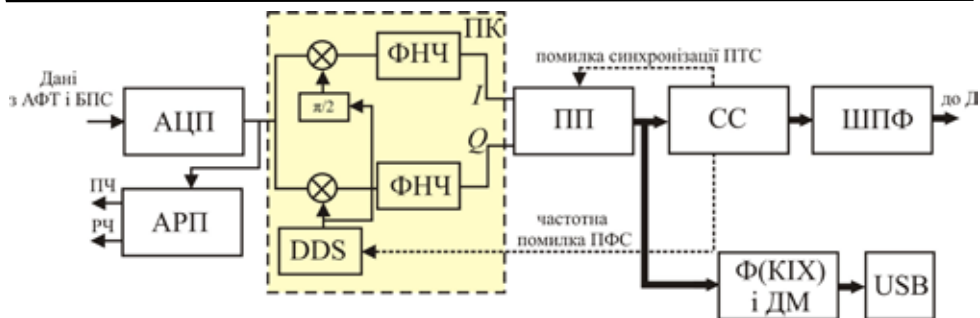 ПК
Дані
з АФТ і БПС
АЦП
ФНЧ
π/2
I
помилка синхронізації ПТС
ПП
СС
ШПФ
до Д
Q
ФНЧ
ПЧ
РЧ
АРП
DDS
частотна
помилка ПФС
Ф(КІХ)
і ДМ
USB